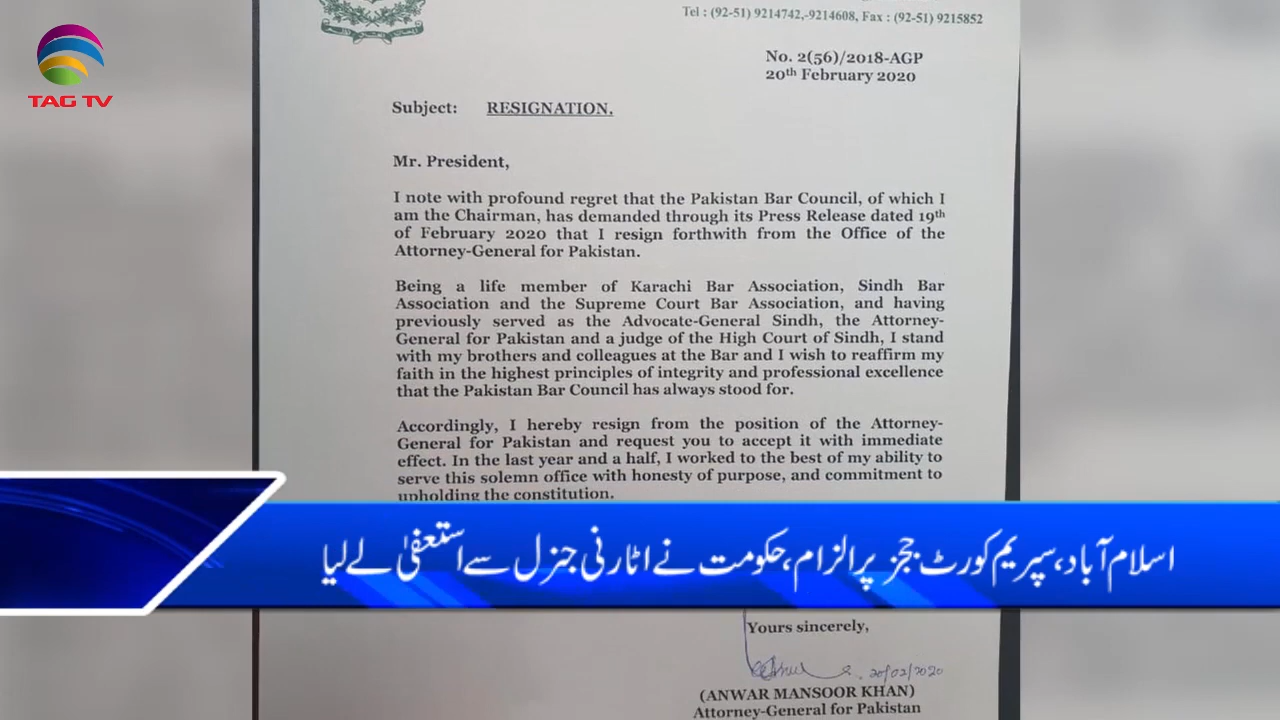 TAG TV
Tel : (92-51) 9214742,-9214608, Fax : (92-51) 9215852
No. 2(56)/2018-AGP
20th February 2020
Subject: RESIGNATION.
Mr. President,
I note with profound regret that the Pakistan Bar Council, of which I
am the Chairman, has demanded through its Press Release dated 19th
of February 2020 that I resign forthwith from the Office of the
Attorney-General for Pakistan.
Being a life member of Karachi Bar Association, Sindh Bar
Association and the Supreme Court Bar Association, and having
previously served as the Advocate-General Sindh, the Attorney-
General for Pakistan and a judge of the High Court of Sindh, I stand
with my brothers and colleagues at the Bar and I wish to reaffirm my
faith in the highest principles of integrity and professional excellence
that the Pakistan Bar Council has always stood for.
Accordingly, I hereby resign from the position of the Attorney-
General for Pakistan and request you to accept it with immediate
effect. In the last year and a half, I worked to the best of my ability to
serve this solemn office with honesty of purpose, and commitment to
upholding the constitution.
اسلام آباد، سپریم کورٹ ججز پر الزام، حکومت نے اٹارنی جنرل سے استعفیٰ لے لیا
Yours sincerely,
20/02/2020
(ANWAR MANSOOR KHAN)
Attorney-General for Pakistan